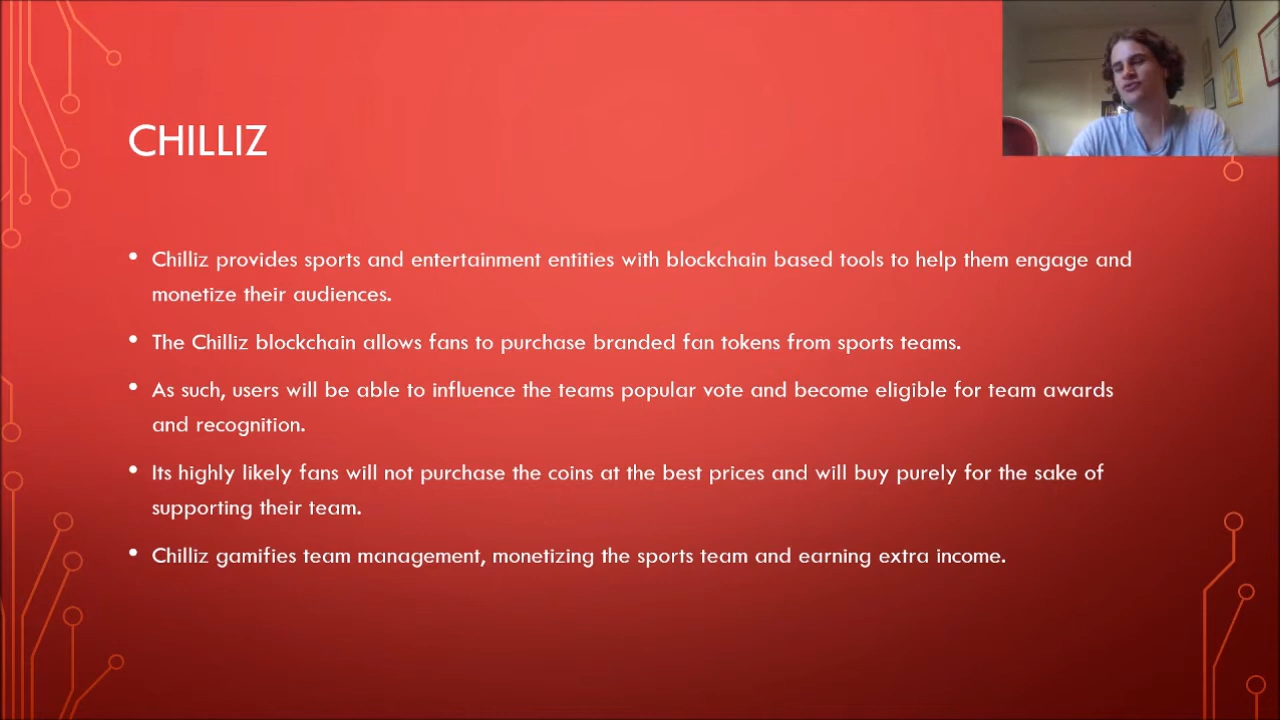 CHILLIZ
• Chilliz provides sports and entertainment entities with blockchain based tools to help them engage and
monetize their audiences.
• The Chilliz blockchain allows fans to purchase branded fan tokens from sports teams.
• As such, users will be able to influence the teams popular vote and become eligible for team awards
and recognition.
• Its highly likely fans will not purchase the coins at the best prices and will buy purely for the sake of
supporting their team.
• Chilliz gamifies team management, monetizing the sports team and earning extra income.